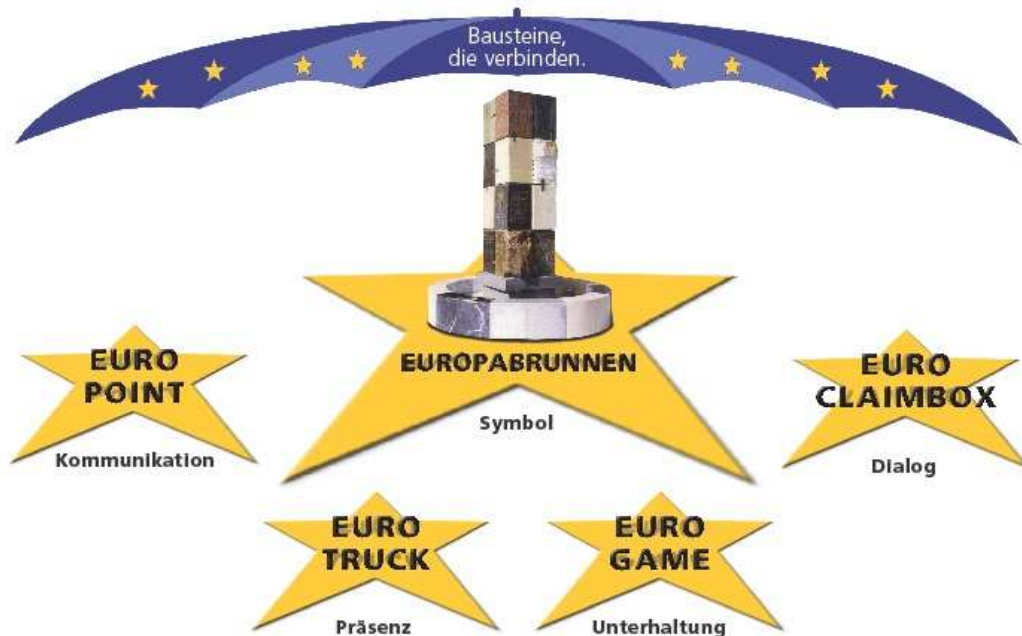 Bausteine,
die verbinden.
EUROPABRUNNEN
Symbol
EURO
POINT
Kommunikation
EURO
CLAIMBOX
Dialog
EURO
TRUCK
Präsenz
EURO
GAME
Unterhaltung